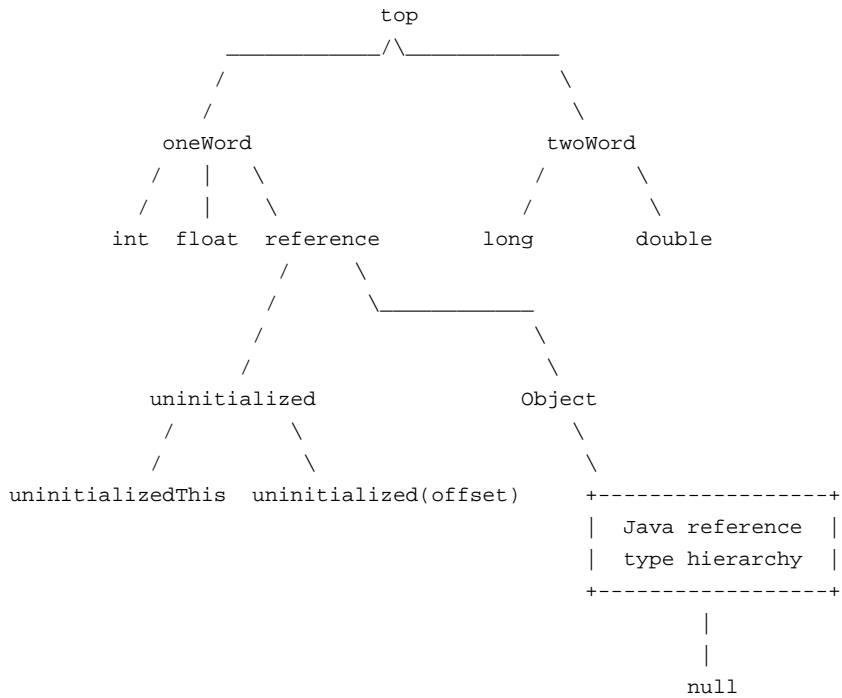 top
oneWord twoWord
int float reference long double
uninitialized Object
uninitializedThis uninitialized(offset)
Java reference
type hierarchy
null